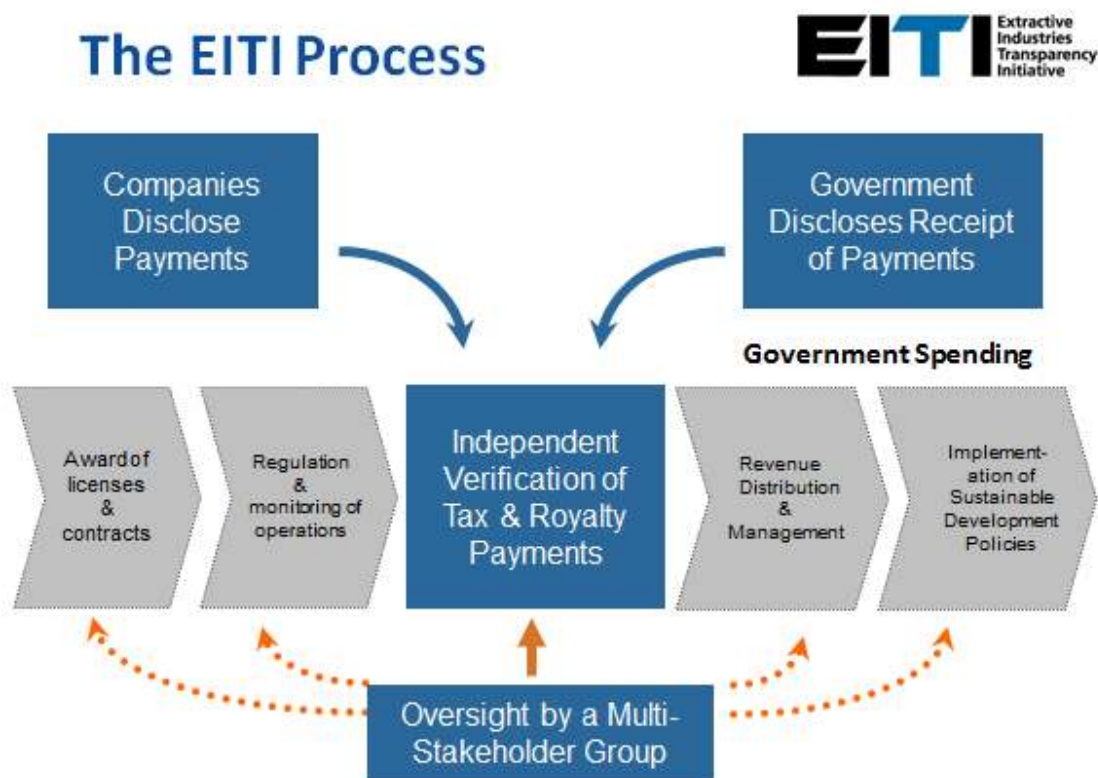 The EITI Process
EITI
Extractive
Industries
Transparency
Initiative
Companies
Disclose
Payments
Government
Discloses Receipt
of Payments
Government Spending
Award of
licenses
&
contracts
Regulation
&
monitoring of
operations
Independent
Verification of
Tax & Royalty
Payments
Revenue
Distribution
&
Management
Implement-
ation of
Sustainable
Development
Policies
Oversight by a Multi-
Stakeholder Group